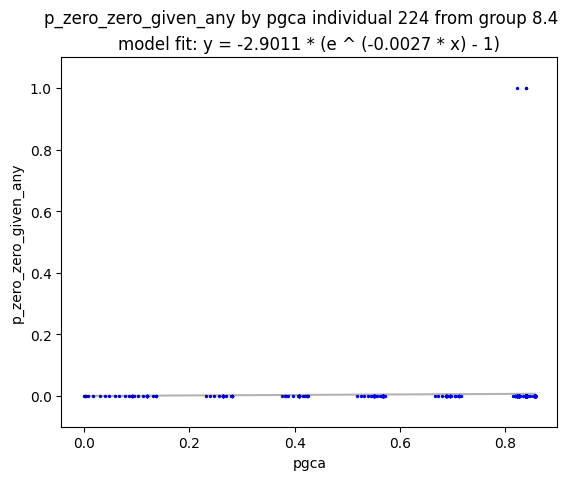 p_zero_zero_given_any by pgca individual 224 from group 8.4
model fit: y = -2.9011 * (e ^ (-0.0027 * x) - 1)
1.0
0.8
0.6
0.4
0.2
0.0
p_zero_zero_given_any
0.0 0.2 0.4 0.6 0.8
pgca